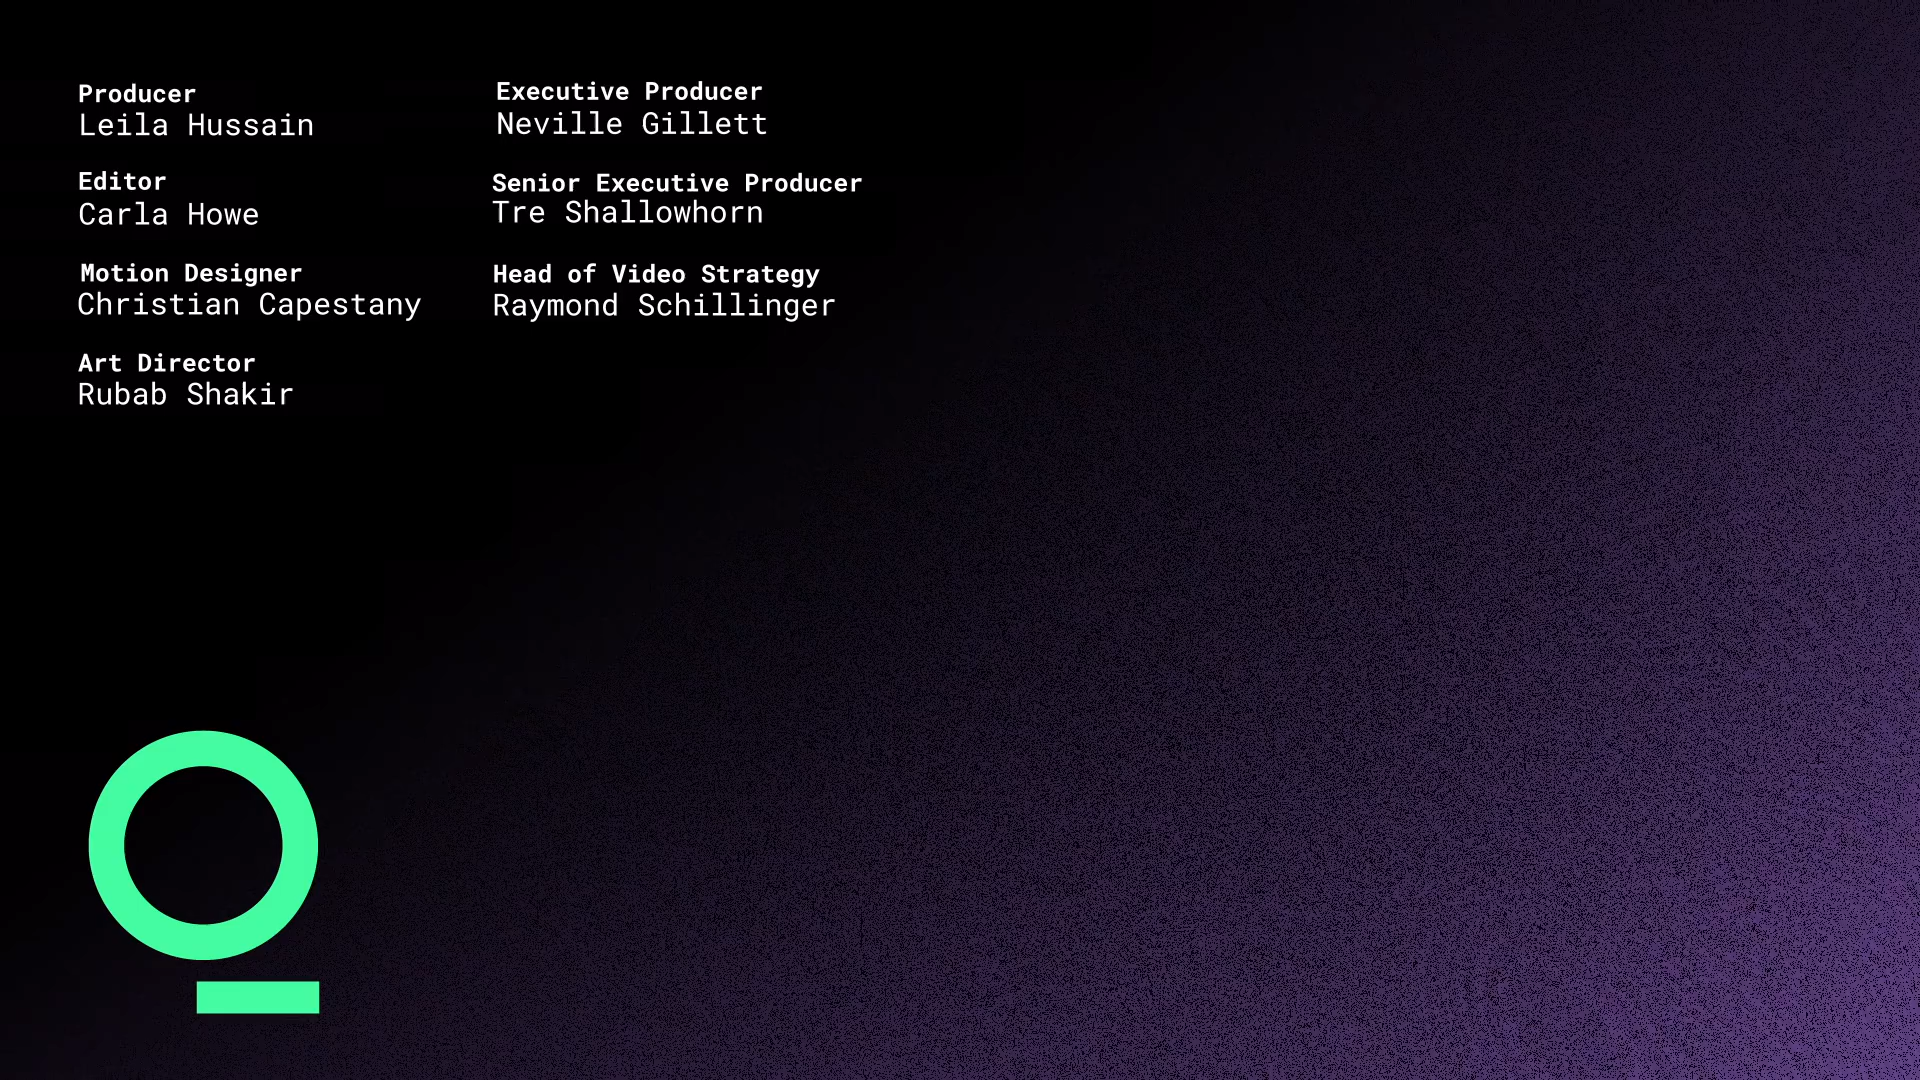 Producer
Leila Hussain
Editor
Carla Howe
Motion Designer
Christian Capestany
Art Director
Rubab Shakir
Executive Producer
Neville Gillett
Senior Executive Producer
Tre Shallowhorn
Head of Video Strategy
Raymond Schillinger